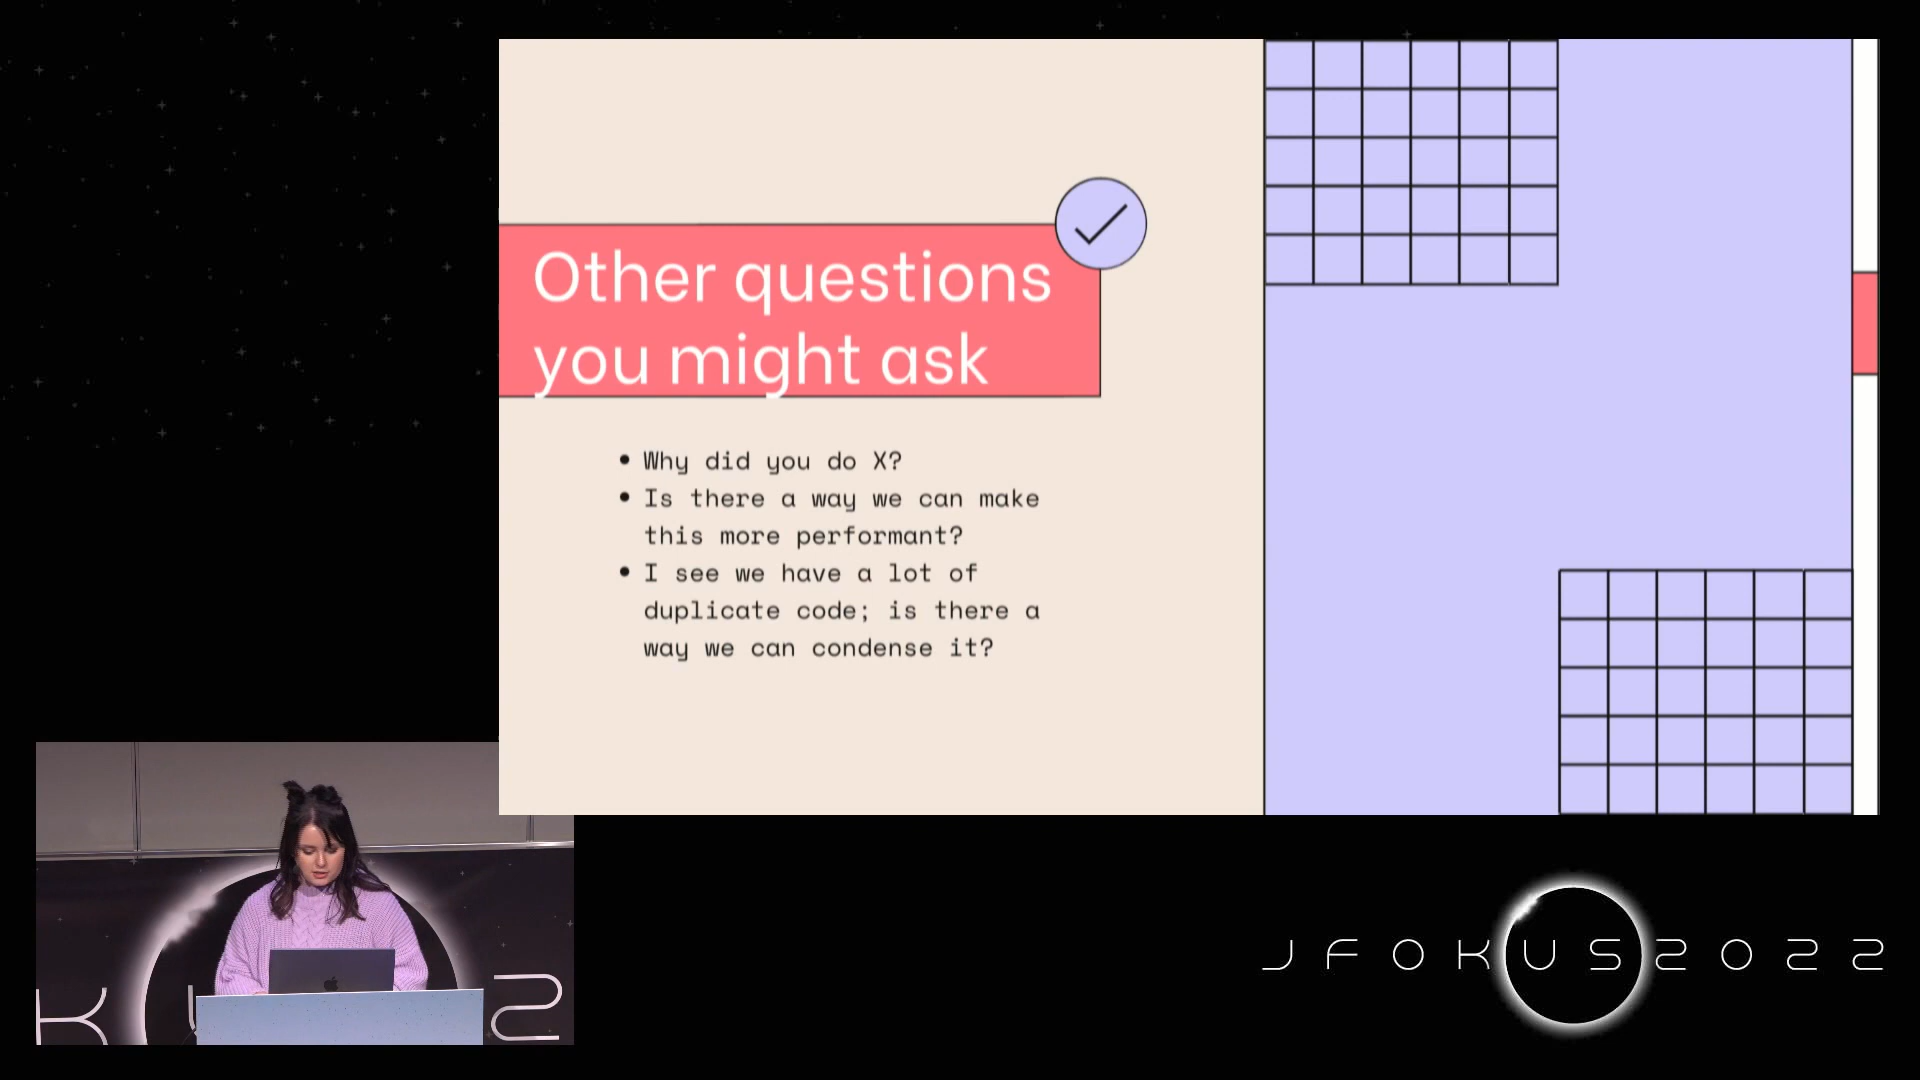 Other questions
you might ask
• Why did you do X?
• Is there a way we can make
this more performant?
• I see we have a lot of
duplicate code; is there a
way we can condense it?
K U S
JFOKUS2022